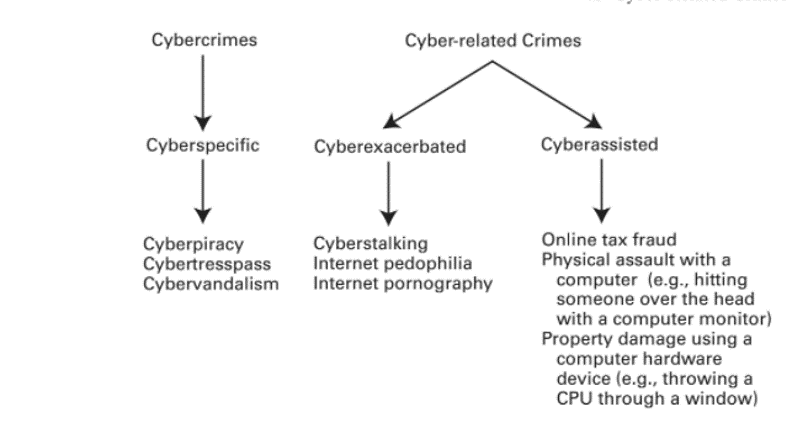 Cybercrimes
Cyber-related Crimes
Cyberspecific
Cyberexacerbated
Cyberassisted
Cyberpiracy
Cybertresspass
Cybervandalism
Cyberstalking
Internet pedophilia
Internet pornography
Online tax fraud
Physical assault with a
computer (e.g., hitting
someone over the head
with a computer monitor)
Property damage using a
computer hardware
device (e.g., throwing a
CPU through a window)